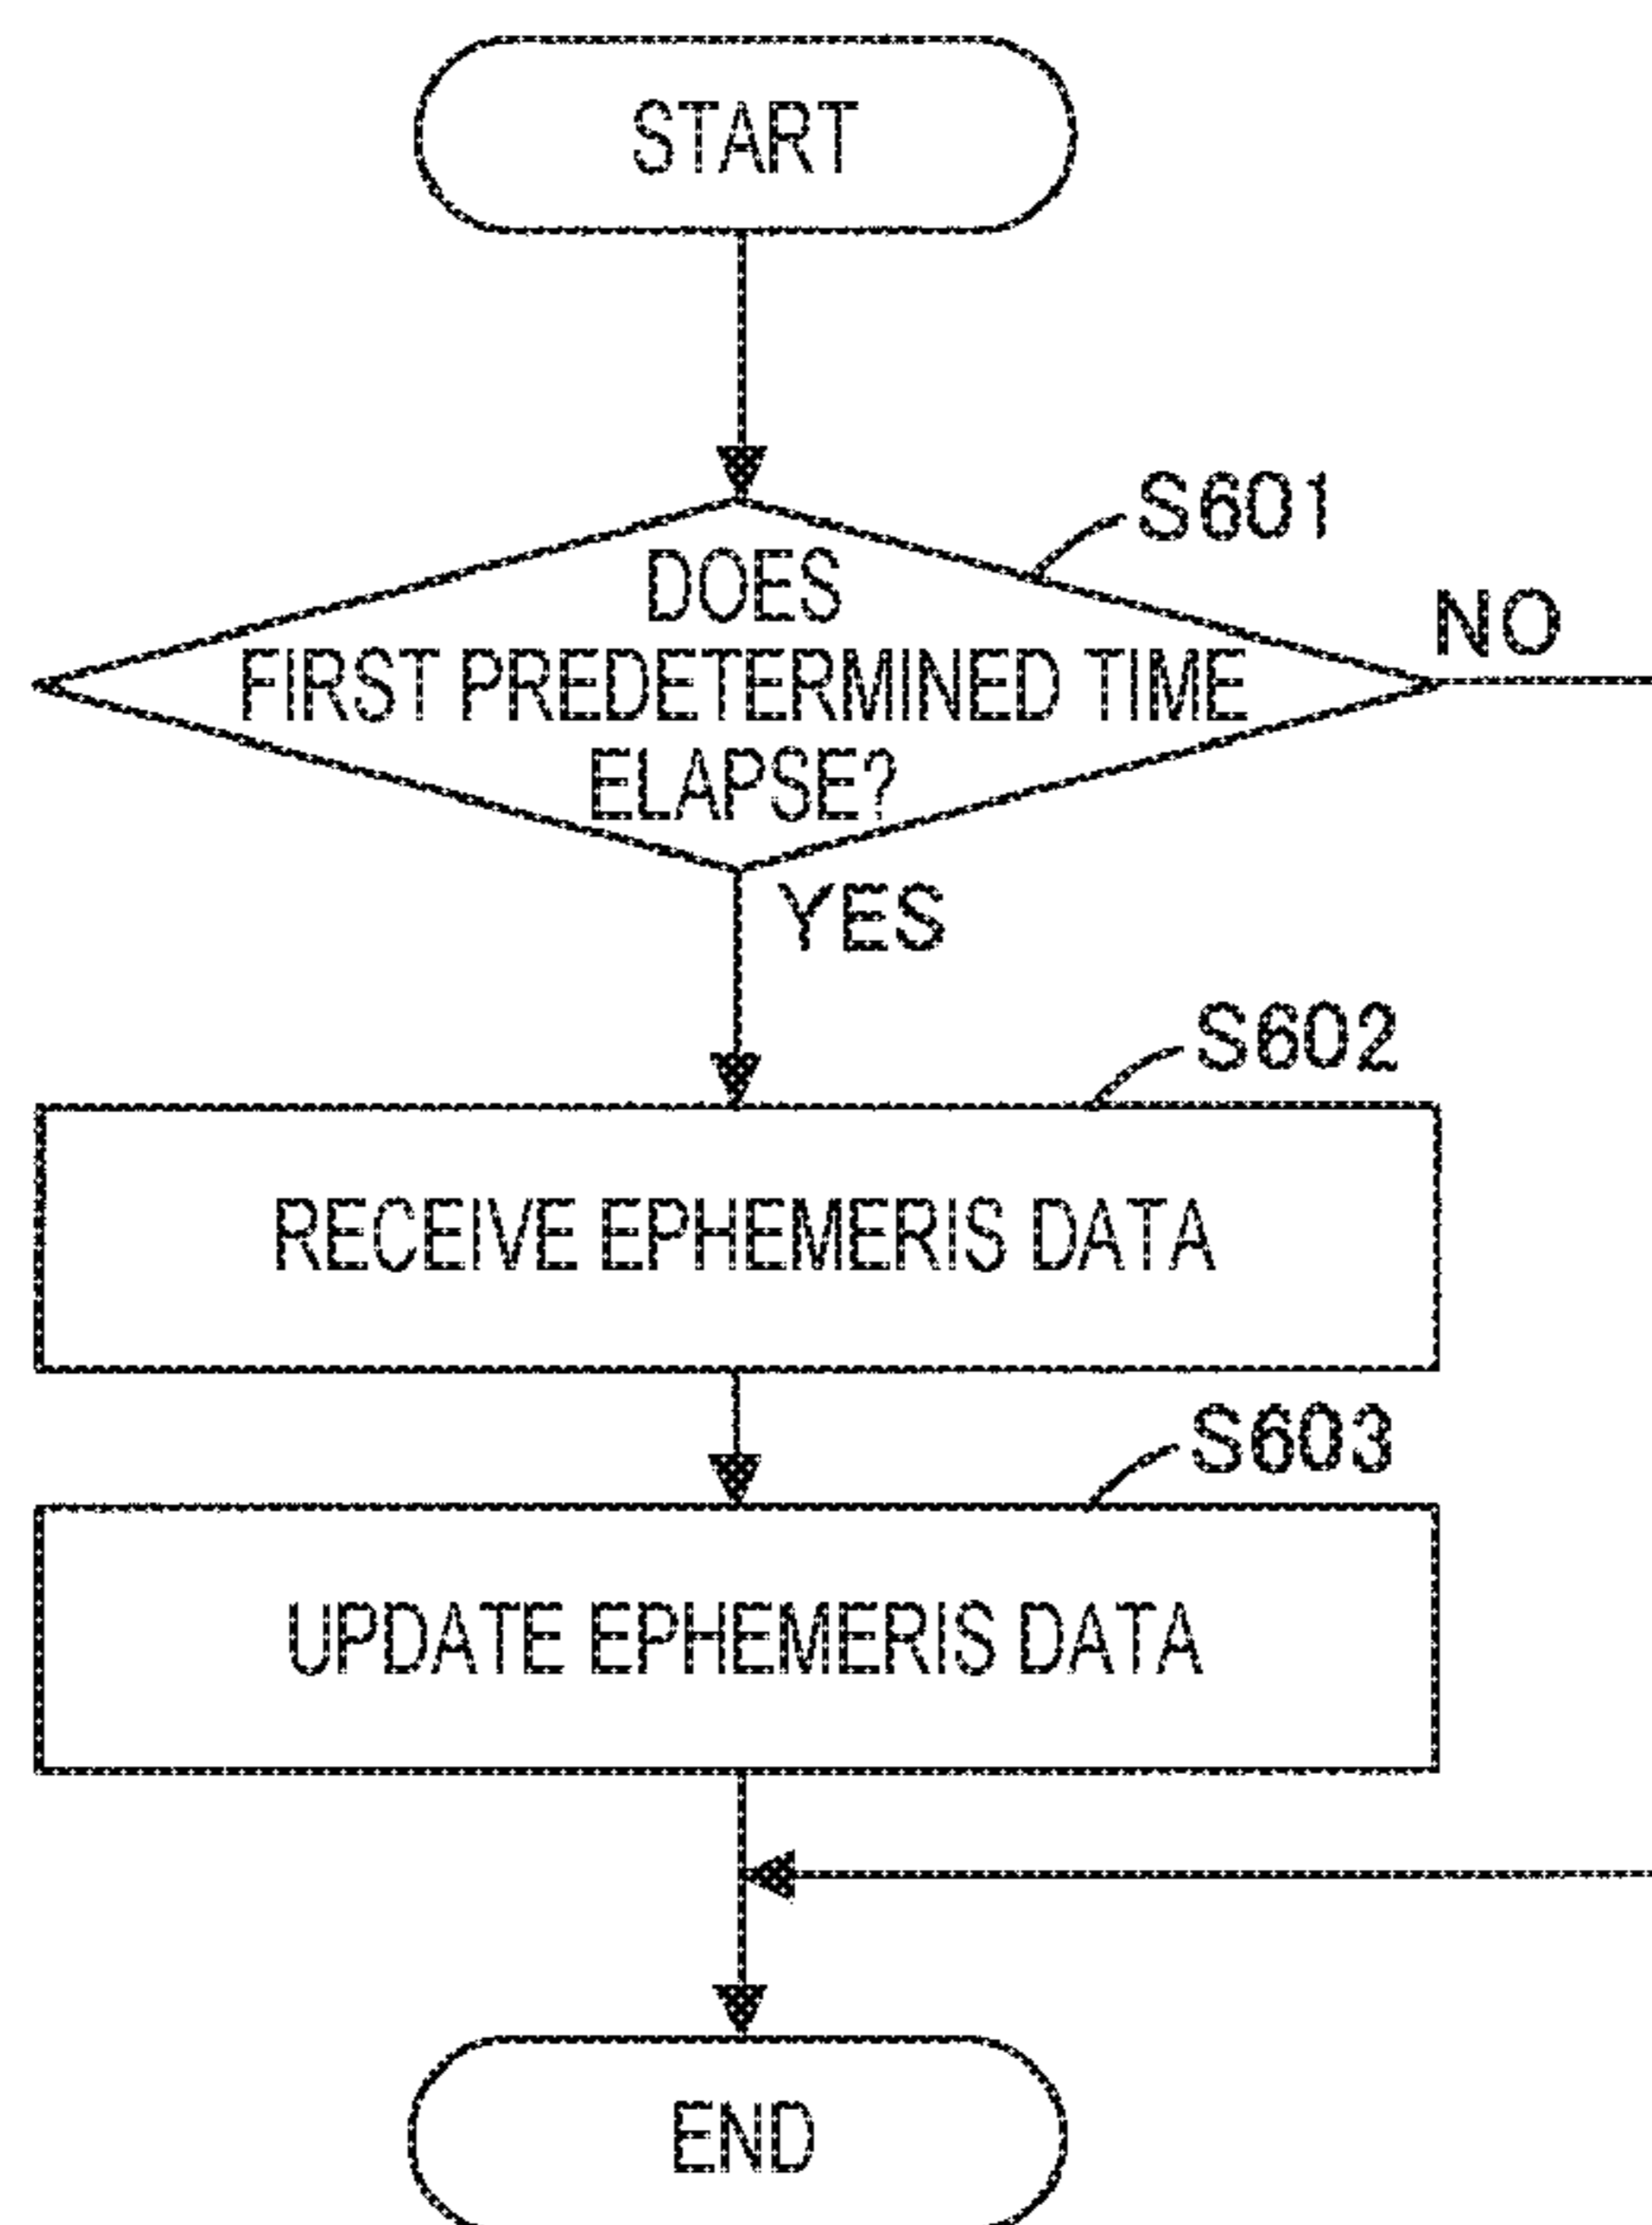 START
S601
DOES
FIRST PREDETERMINED TIME
ELAPSE?
NO
YES
S602
RECEIVE EPHEMERIS DATA
S603
UPDATE EPHEMERIS DATA
END